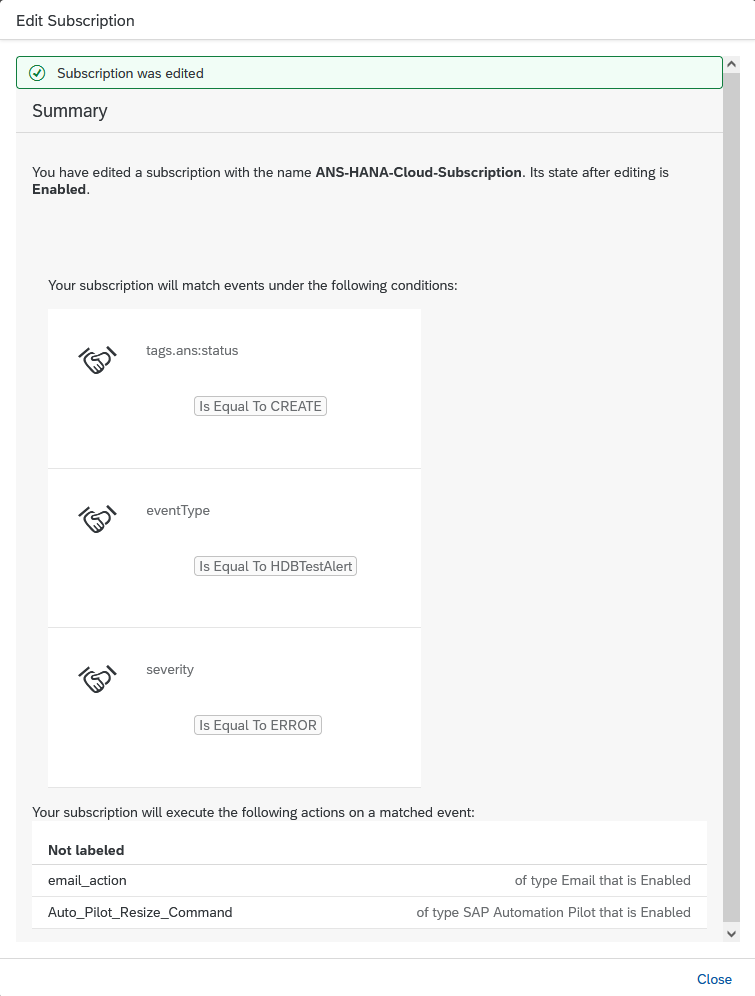 Edit Subscription
Subscription was edited
Summary
You have edited a subscription with the name ANS-HANA-Cloud-Subscription. Its state after editing is
Enabled.
Your subscription will match events under the following conditions:
tags.ans:status
Is Equal To CREATE
eventType
Is Equal To HDBTestAlert
severity
Is Equal To ERROR
Your subscription will execute the following actions on a matched event:
Not labeled
email_action of type Email that is Enabled
Auto_Pilot_Resize_Command of type SAP Automation Pilot that is Enabled
Close